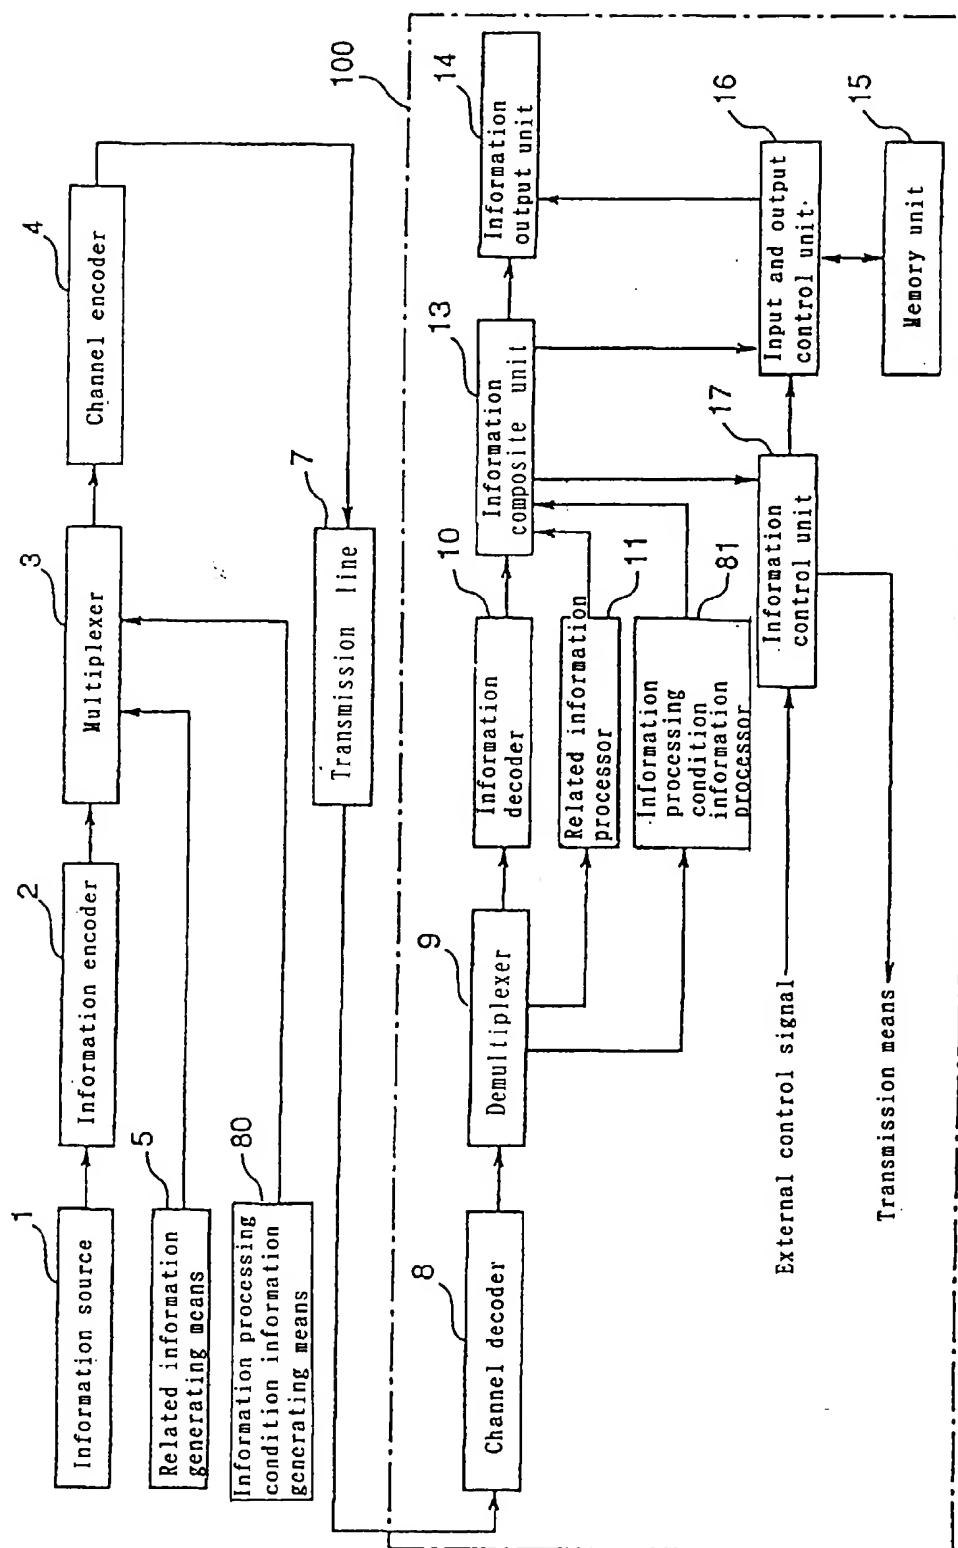 1
Information source
2
Information encoder
3
Multiplexer
4
Channel encoder
5
Related information
generating means
80
Information processing
condition information
generating means
7
Transmission line
100
8
Channel decoder
9
Demultiplexer
10
Information
decoder
11
Related information
processor
81
Information
processing
condition
information
processor
13
Information
composite unit
14
Information
output unit
17
Information
control unit
16
Input and output
control unit
15
Memory unit
External control signal
Transmission means